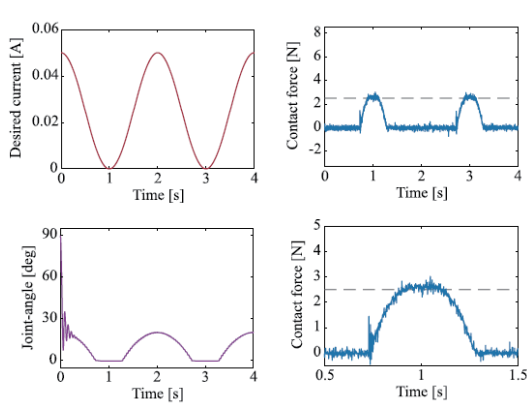 0.06
0.04
0.02
0
Desired current [A]
0 1 2 3 4
Time [s]
8
6
4
2
0
-2
Contact force [N]
0 1 2 3 4
Time [s]
90
60
30
0
Joint-angle [deg]
0 1 2 3 4
Time [s]
5
4
3
2
1
0
Contact force [N]
0.5 1 1.5
Time [s]